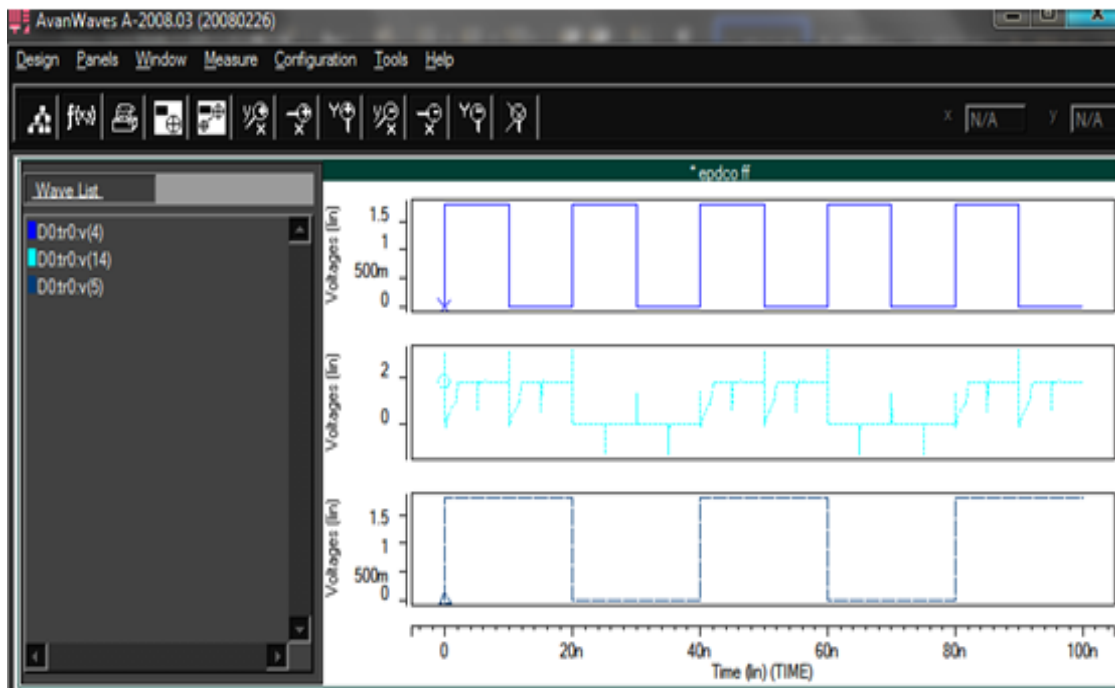 AvanWaves A-2008.03 (20080226)
Design Panels Window Measure Configuration Tools Help
f(x) x N/A y N/A
Wave List
* epdco ff
D0:tr0:v(4)
D0:tr0:v(14)
D0:tr0:v(5)
Voltages (lin)
1.5
1
500m
0
Voltages (lin)
2
0
Voltages (lin)
1.5
1
500m
0
0 20n 40n 60n 80n 100n
Time (lin) (TIME)